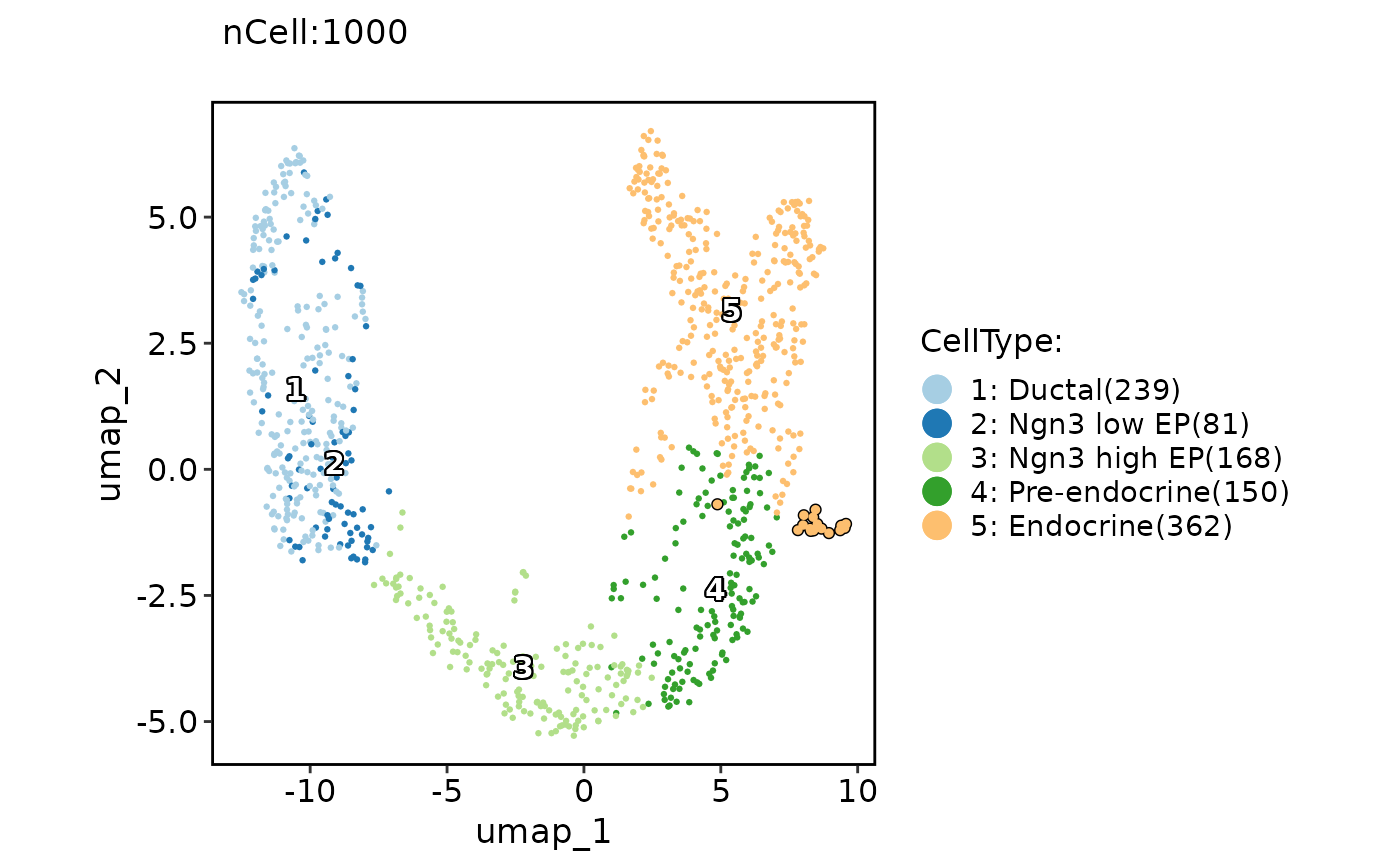 nCell:1000
5.0
2.5
0.0
-2.5
-5.0
umap_2
1
2
3
4
5
-10
-5
0
5
10
umap_1
CellType:
1: Ductal(239)
2: Ngn3 low EP(81)
3: Ngn3 high EP(168)
4: Pre-endocrine(150)
5: Endocrine(362)